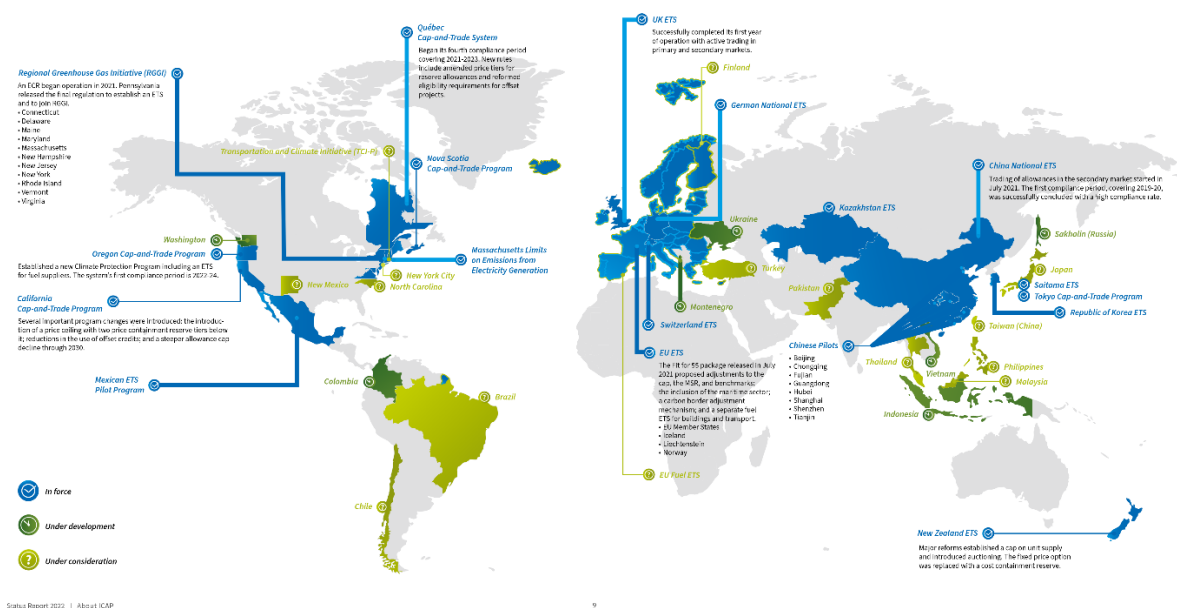 Québec
Cap-and-Trade System
Began its fourth compliance period
covering 2021-2023. New rules
include amended price tiers for
reserve allowances and reformed
eligibility requirements for offset
projects.
Regional Greenhouse Gas Initiative (RGGI)
An ECR began operation in 2021. Pennsylvania
released the final regulation to establish an ETS
and to join RGGI.
• Connecticut
• Delaware
• Maine
• Maryland
• Massachusetts
• New Hampshire
• New Jersey
• New York
• Rhode Island
• Vermont
• Virginia
Transportation and Climate Initiative (TCI-P)
Nova Scotia
Cap-and-Trade Program
Washington
Oregon Cap-and-Trade Program
Established a new Climate Protection Program including an ETS
for fuel suppliers. The system's first compliance period is 2022-24.
Massachusetts Limits
on Emissions from
Electricity Generation
New York City
North Carolina
New Mexico
California
Cap-and-Trade Program
Several important program changes were introduced: the introduc-
tion of a price ceiling with two price containment reserve tiers below
it; reductions in the use of offset credits; and a steeper allowance cap
decline through 2030.
Mexican ETS
Pilot Program
Colombia
Brazil
Chile
In force
Under development
Under consideration
UK ETS
Successfully completed its first year
of operation with active trading in
primary and secondary markets.
Finland
German National ETS
China National ETS
Trading of allowances in the secondary market started in
July 2021. The first compliance period, covering 2019-20,
was successfully concluded with a high compliance rate.
Kazakhstan ETS
Ukraine
Sakhalin (Russia)
Turkey
Japan
Pakistan
Saitama ETS
Tokyo Cap-and-Trade Program
Montenegro
Republic of Korea ETS
Switzerland ETS
Taiwan (China)
EU ETS
The Fit for 55 package released in July
2021 proposed adjustments to the
cap, the MSR, and benchmarks;
the inclusion of the maritime sector;
a carbon border adjustment
mechanism; and a separate fuel
ETS for buildings and transport.
• EU Member States
• Iceland
• Liechtenstein
• Norway
Chinese Pilots
• Beijing
• Chongqing
• Fujian
• Guangdong
• Hubei
• Shanghai
• Shenzhen
• Tianjin
Thailand
Vietnam
Philippines
Malaysia
Indonesia
EU Fuel ETS
New Zealand ETS
Major reforms established a cap on unit supply
and introduced auctioning. The fixed price option
was replaced with a cost containment reserve.
Status Report 2022 | About ICAP
9